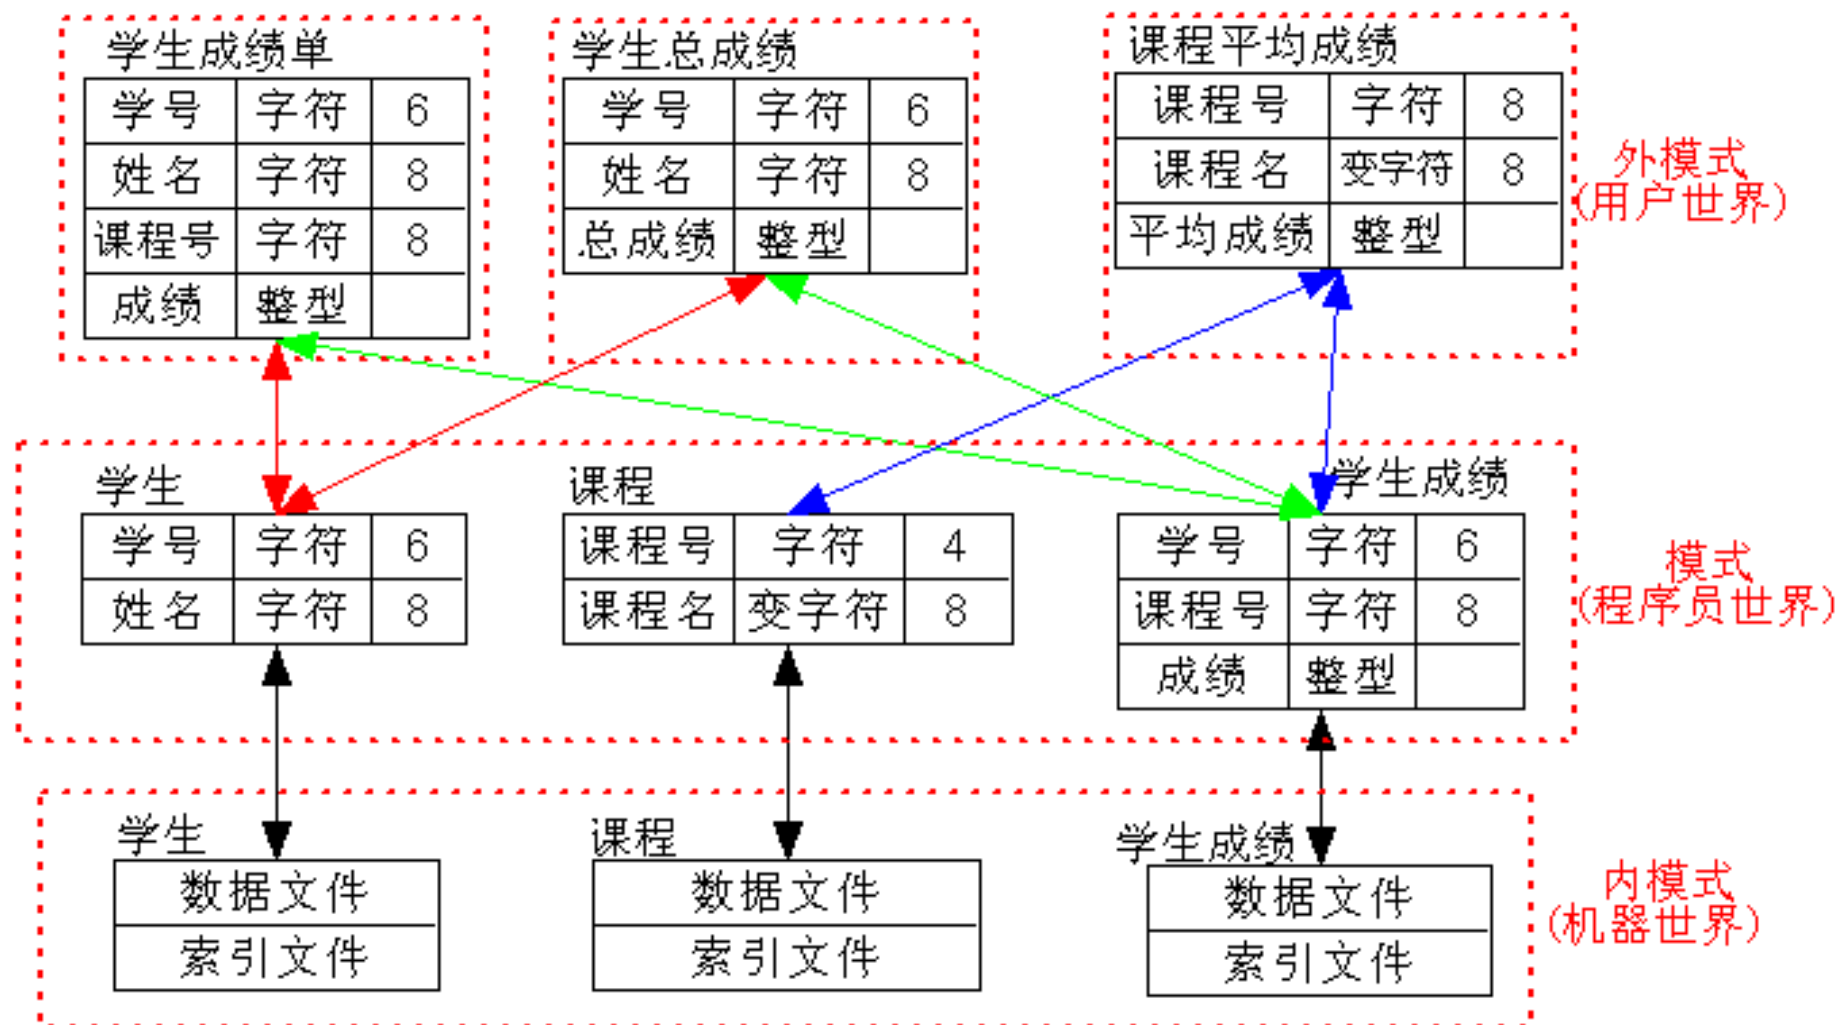 学生成绩单
学号 字符 6
姓名 字符 8
课程号 字符 8
成绩 整型
学生总成绩
学号 字符 6
姓名 字符 8
总成绩 整型
课程平均成绩
课程号 字符 8
课程名 变字符 8
平均成绩 整型
外模式
(用户世界)
学生
学号 字符 6
姓名 字符 8
课程
课程号 字符 4
课程名 变字符 8
学生成绩
学号 字符 6
课程号 字符 8
成绩 整型
模式
(程序员世界)
学生
数据文件
索引文件
课程
数据文件
索引文件
学生成绩
数据文件
索引文件
内模式
(机器世界)